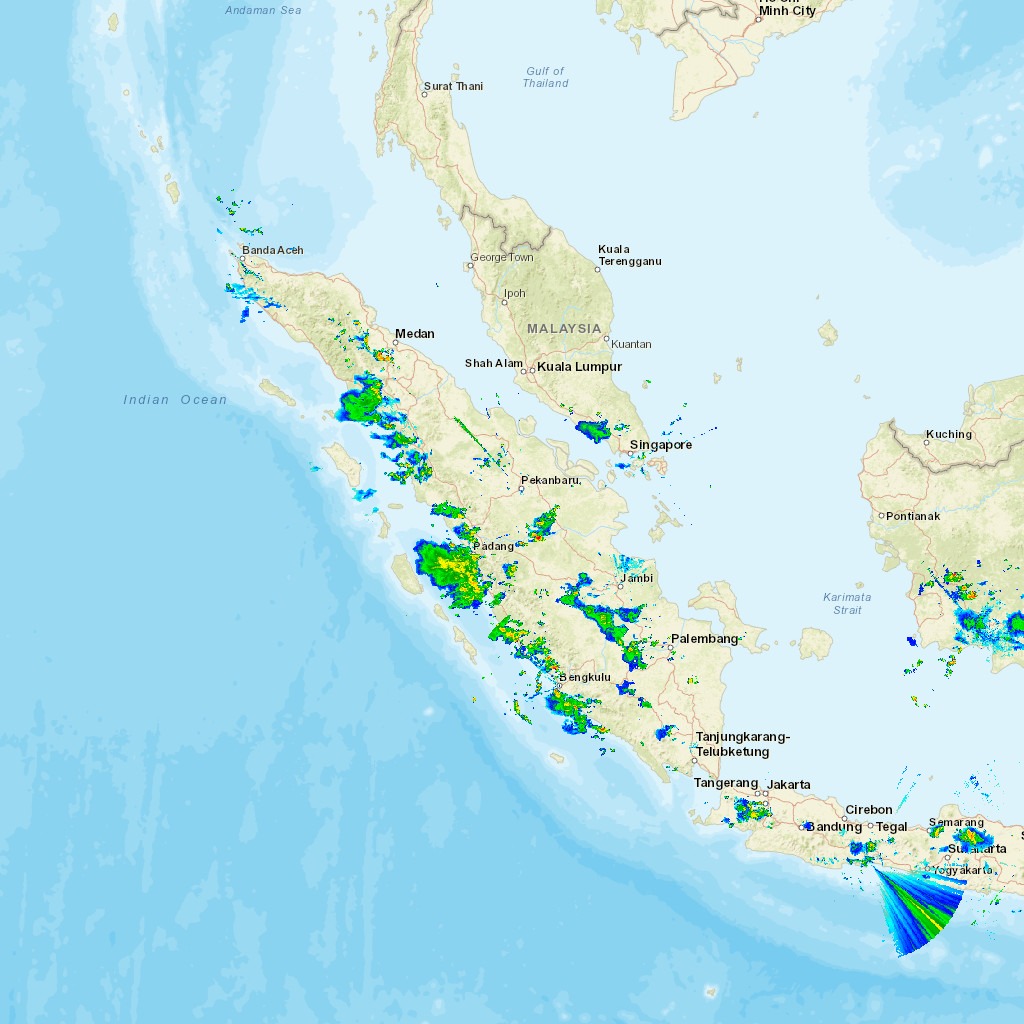 Andaman Sea
Minh City
Gulf of
Thailand
Surat Thani
Banda Aceh
George Town
Kuala
Terengganu
Ipoh
MALAYSIA
Medan
Kuantan
Shah Alam
Kuala Lumpur
Indian Ocean
Kuching
Singapore
Pekanbaru
Pontianak
Padang
Jambi
Karimata
Strait
Palembang
Bengkulu
Tanjungkarang-
Telubketung
Tangerang
Jakarta
Cirebon
Bandung
Tegal
Semarang
Yogyakarta